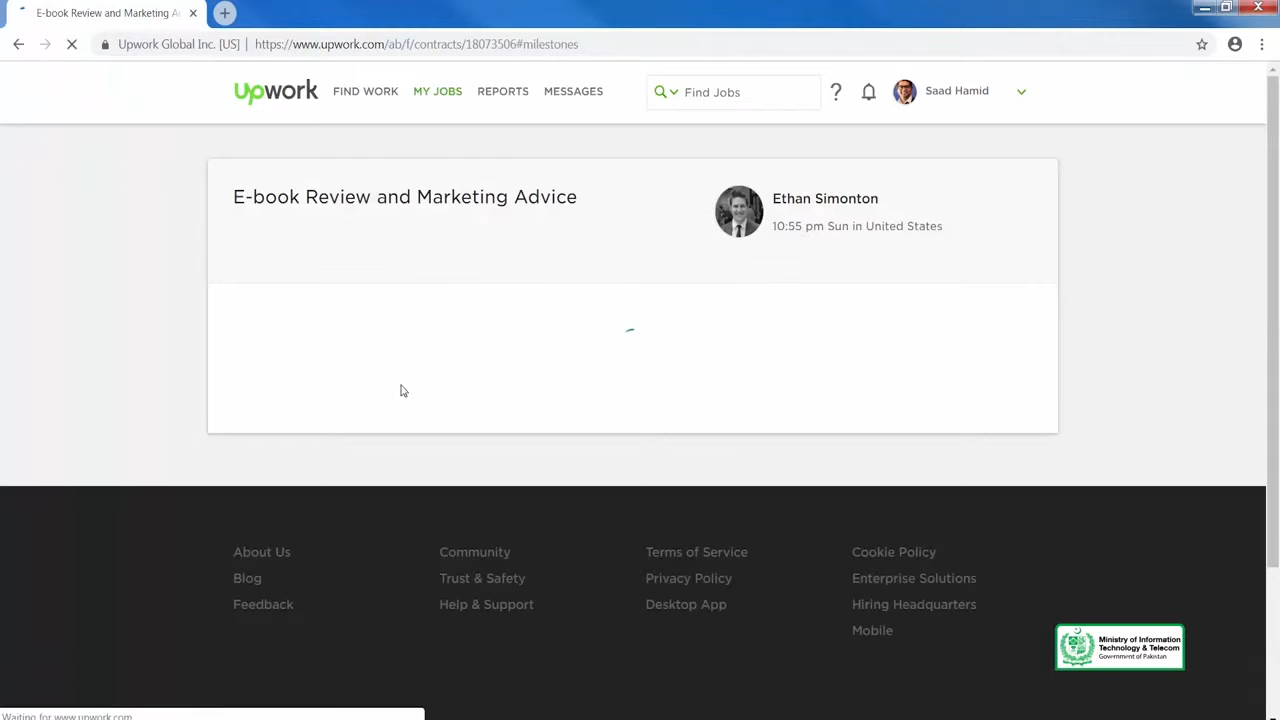 E-book Review and Marketing A
Upwork Global Inc. [US] | https://www.upwork.com/ab/f/contracts/18073506#milestones
upwork FIND WORK MY JOBS REPORTS MESSAGES Find Jobs ? Saad Hamid
E-book Review and Marketing Advice
Ethan Simonton
10:55 pm Sun in United States
About Us Community Terms of Service Cookie Policy
Blog Trust & Safety Privacy Policy Enterprise Solutions
Feedback Help & Support Desktop App Hiring Headquarters
Mobile
Ministry of Information
Technology & Telecom
Government of Pakistan
Waiting for www.upwork.com